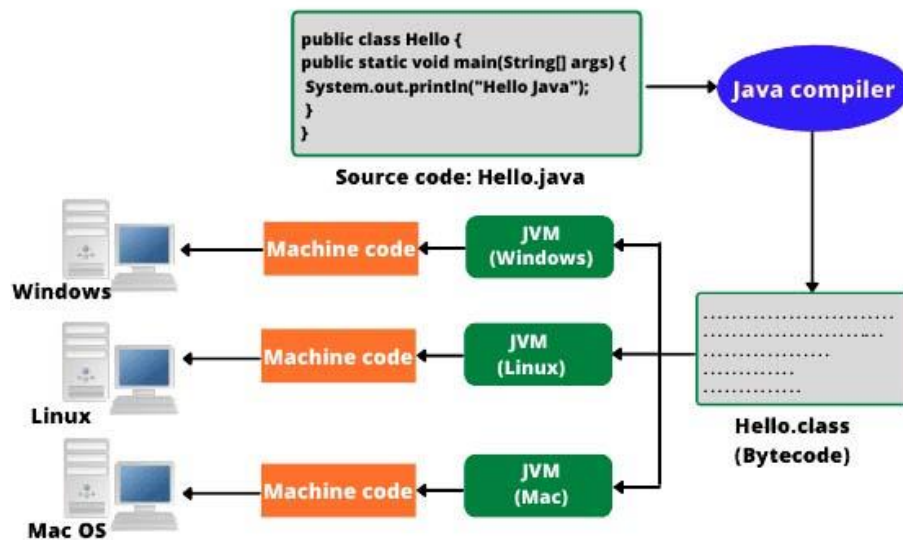 public class Hello {
public static void main(String[] args) {
System.out.println("Hello Java");
}
}
Java compiler
Source code: Hello.java
JVM
(Windows)
Machine code
Windows
JVM
(Linux)
Machine code
Linux
Hello.class
(Bytecode)
JVM
(Mac)
Machine code
Mac OS